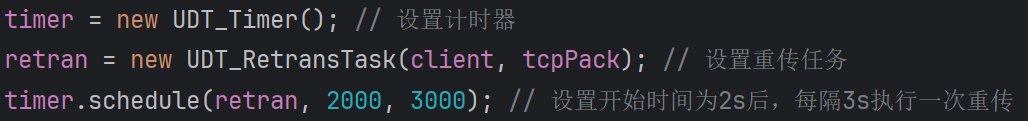 timer = new UDT_Timer(); // 设置计时器
retran = new UDT_RetransTask(client, tcpPack); // 设置重传任务
timer.schedule(retran, 2000, 3000); // 设置开始时间为2s后，每隔3s执行一次重传